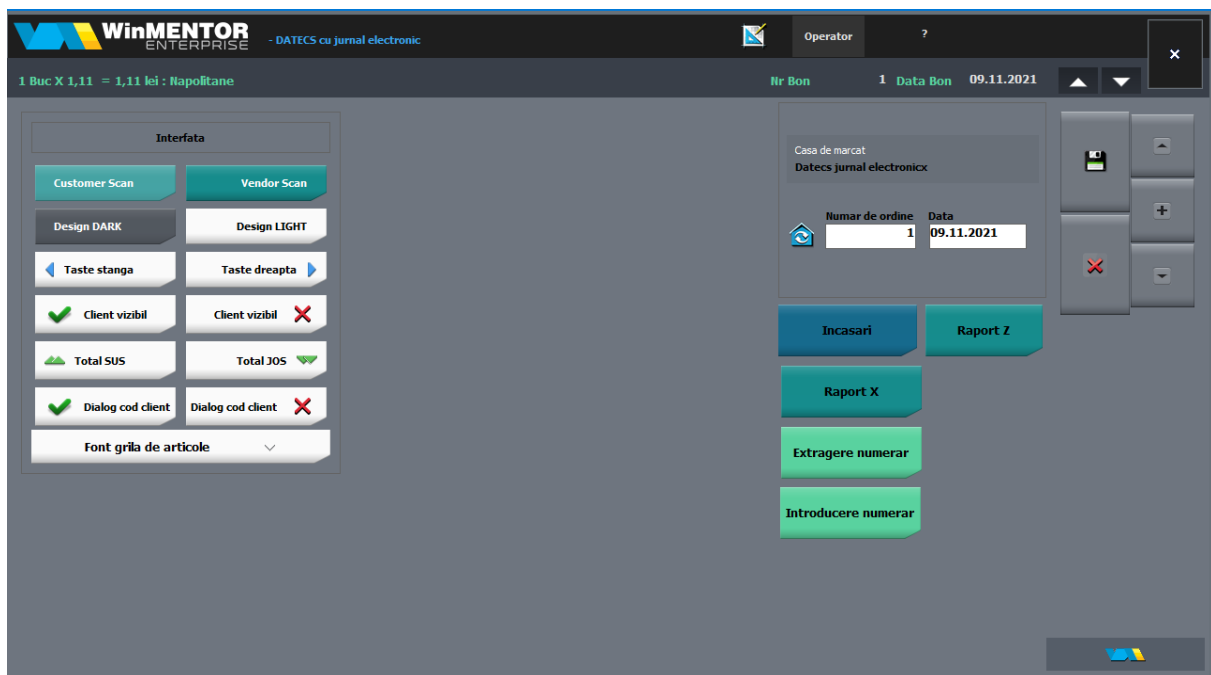 WinMENTOR
ENTERPRISE
- DATECS cu jurnal electronic
Operator
?
1 Buc X 1,11 = 1,11 lei : Napolitane
Nr Bon 1 Data Bon 09.11.2021
Interfata
Customer Scan Vendor Scan
Design DARK Design LIGHT
Taste stanga Taste dreapta
Client vizibil Client vizibil
Total SUS Total JOS
Dialog cod client Dialog cod client
Font grila de articole
Casa de marcat
Datecs jurnal electronicx
Numar de ordine Data
1 09.11.2021
Incasari Raport Z
Raport X
Extragere numerar
Introducere numerar